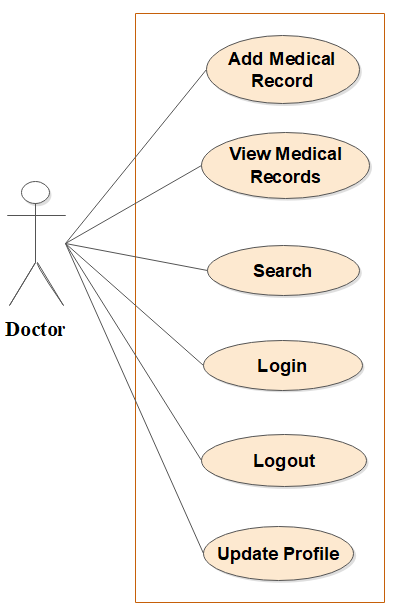 Add Medical
Record
View Medical
Records
Search
Doctor
Login
Logout
Update Profile